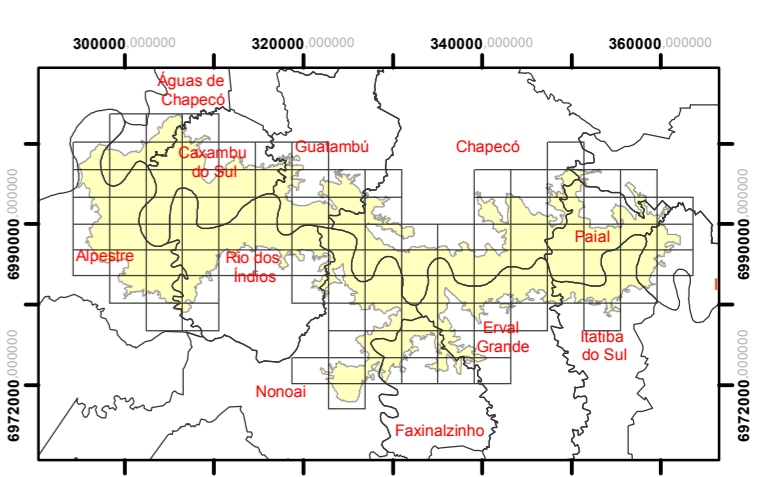 300000,000000 320000,000000 340000,000000 360000,000000
Águas de
Chapecó
Caxambu
do Sul
Guatambú
Chapecó
6990000,000000
6990000,000000
Alpestre
Rio dos
Índios
Paial
Erval
Grande
Itatiba
do Sul
6972000,000000
6972000,000000
Nonoai
Faxinalzinho